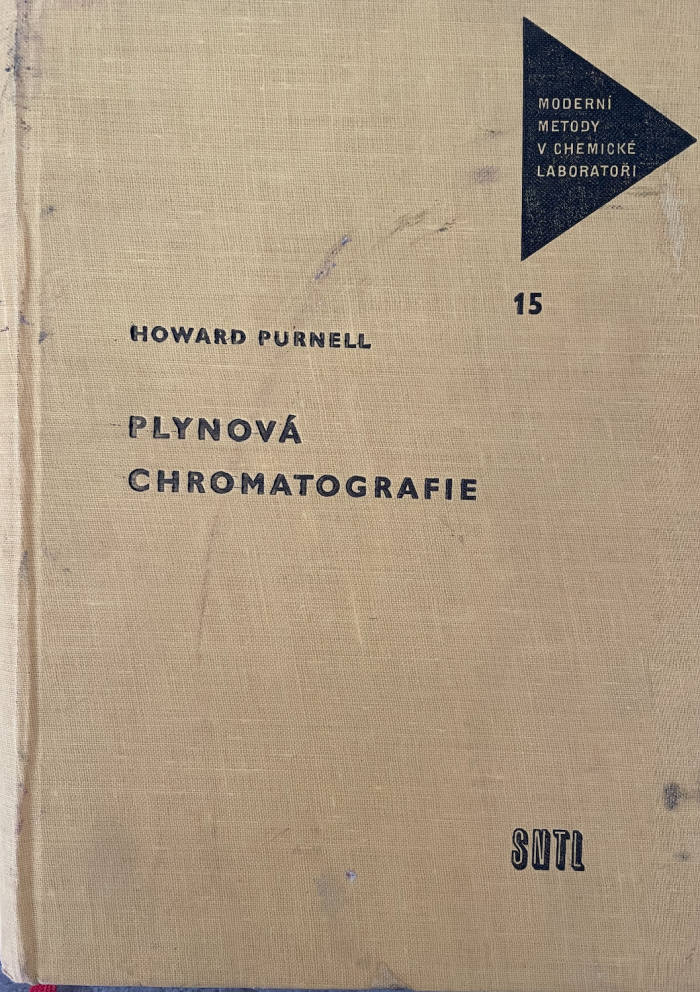 MODERNÍ
METODY
V CHEMICKÉ
LABORATOŘI
15
HOWARD PURNELL
PLYNOVÁ
CHROMATOGRAFIE
SNTL